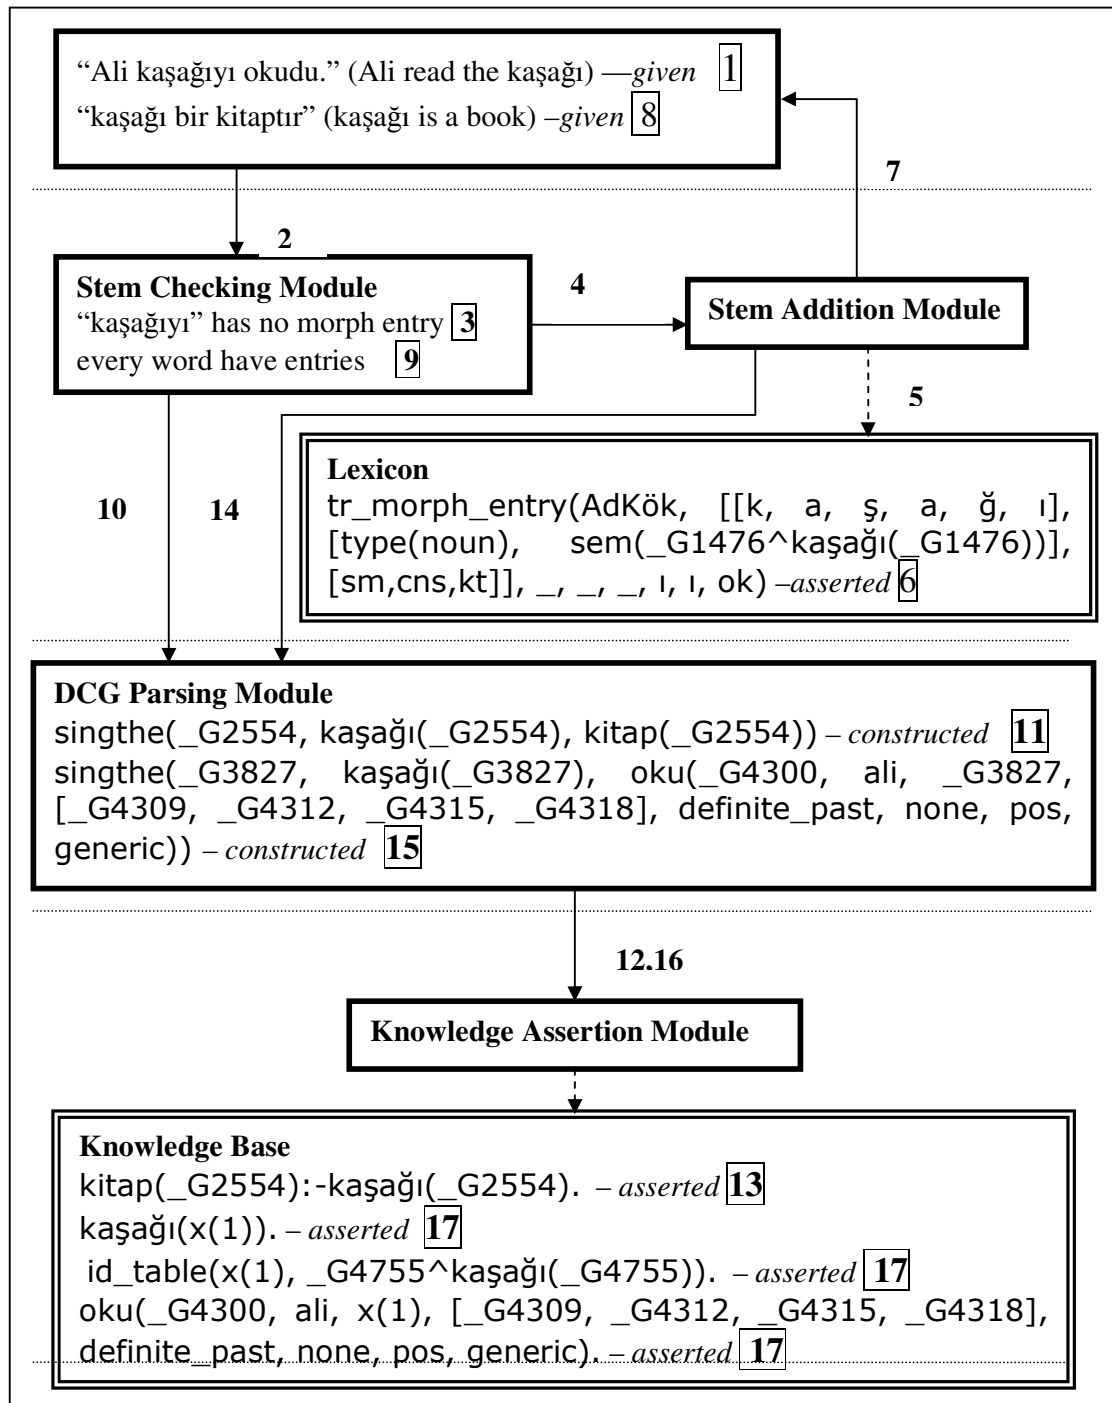 “Ali kaşağıyı okudu.” (Ali read the kaşağı) —given 1
“kaşağı bir kitaptır” (kaşağı is a book) –given 8
7
2
Stem Checking Module
“kaşağıyı” has no morph entry 3
every word have entries 9
4
Stem Addition Module
5
10
14
Lexicon
tr_morph_entry(AdKök, [[k, a, ş, a, ğ, ı],
[type(noun), sem(_G1476^kaşağı(_G1476))],
[sm,cns,kt]], _, _, _, ı, ı, ok) –asserted 6
DCG Parsing Module
singthe(_G2554, kaşağı(_G2554), kitap(_G2554)) – constructed 11
singthe(_G3827, kaşağı(_G3827), oku(_G4300, ali, _G3827,
[_G4309, _G4312, _G4315, _G4318], definite_past, none, pos,
generic)) – constructed 15
12,16
Knowledge Assertion Module
Knowledge Base
kitap(_G2554):-kaşağı(_G2554). – asserted 13
kaşağı(x(1)). – asserted 17
id_table(x(1), _G4755^kaşağı(_G4755)). – asserted 17
oku(_G4300, ali, x(1), [_G4309, _G4312, _G4315, _G4318],
definite_past, none, pos, generic). – asserted 17